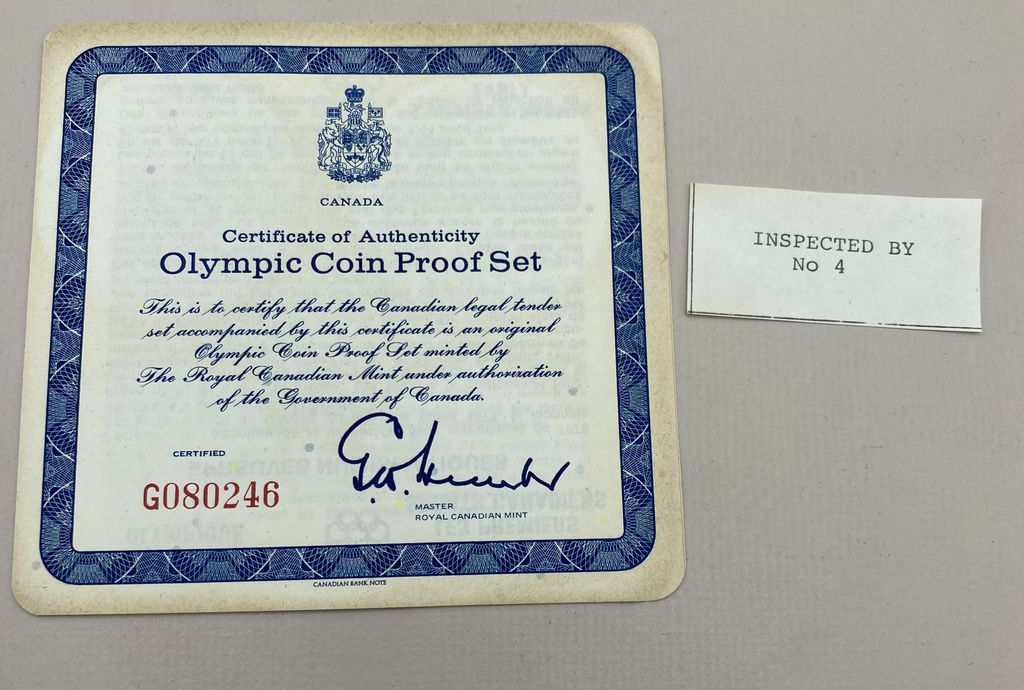 CANADA
Certificate of Authenticity
Olympic Coin Proof Set
This is to certify that the Canadian legal tender
set accompanied by this certificate is an original
Olympic Coin Proof Set minted by
The Royal Canadian Mint under authorization
of the Government of Canada.
CERTIFIED
G080246
MASTER
ROYAL CANADIAN MINT
CANADIAN BANK NOTE
INSPECTED BY
No 4